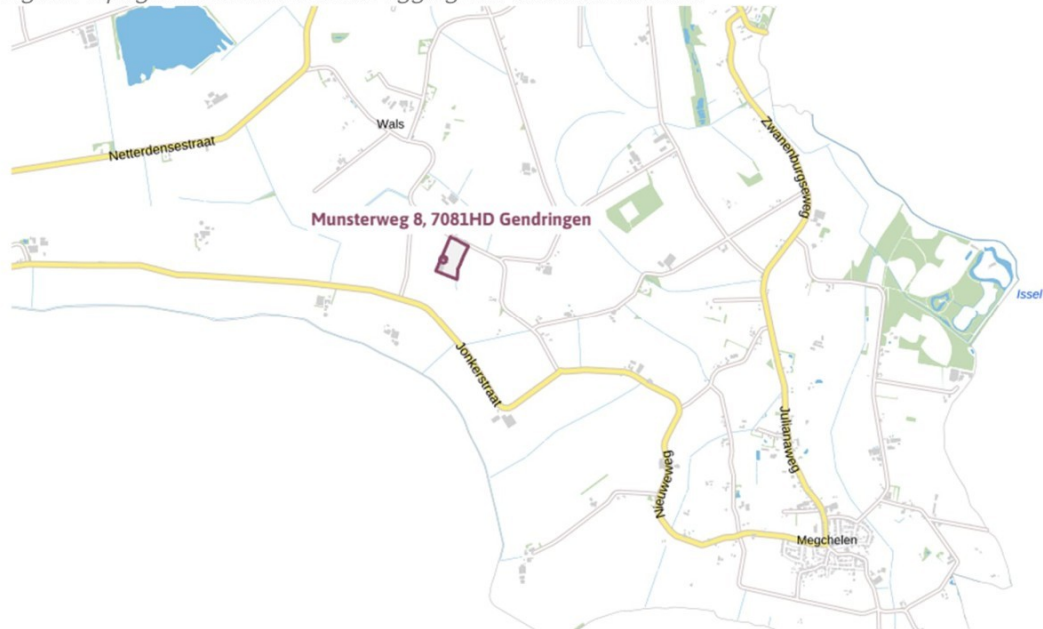 Wals
Netterdensestraat
Zwanenburgseweg
Munsterweg 8, 7081HD Gendringen
Issel
Jonkerstraat
Julianaweg
Nieuweweg
Megchelen